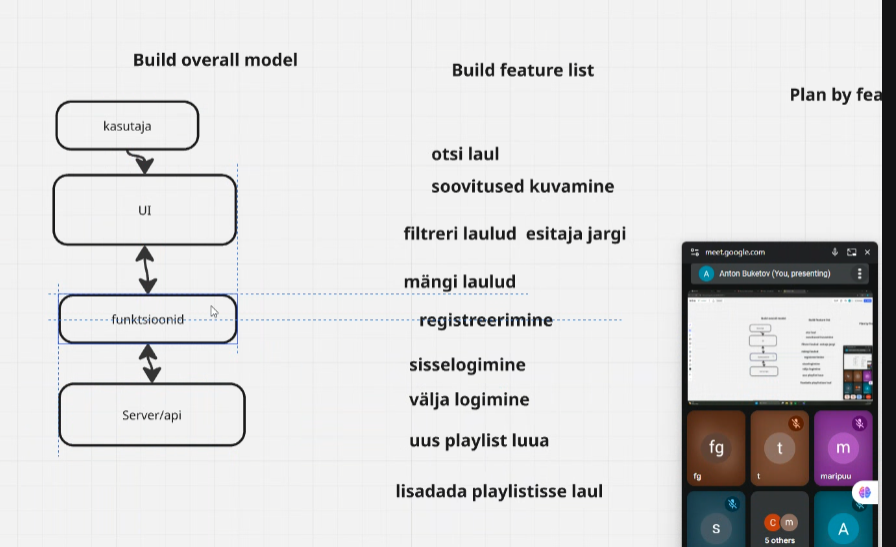 Build overall model
Build feature list
Plan by fea
kasutaja
UI
funktsioonid
Server/api
otsi laul
soovitused kuvamine
filtreri laulud esitaja jargi
mängi laulud
registreerimine
sisselogimine
välja logimine
uus playlist luua
lisadada playlistisse laul
meet.google.com
A
Anton Buketov (You, presenting)
fg
fg
t
t
m
maripuu
s
C
m
5 others
A